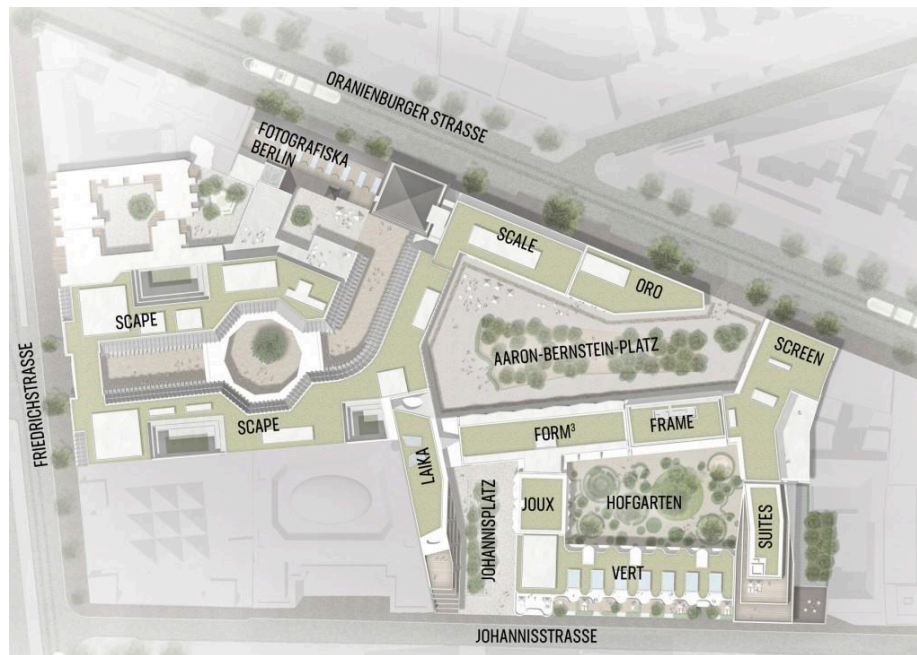 ORANIENBURGER STRASSE
FOTOGRAFISKA
BERLIN
SCALE
ORO
SCAPE
AARON-BERNSTEIN-PLATZ
SCREEN
FRIEDRICHSTRASSE
SCAPE
FORM³
FRAME
LAIKA
JOHANNISPLATZ
JOUX
HOFGARTEN
SUITES
VERT
JOHANNISSTRASSE